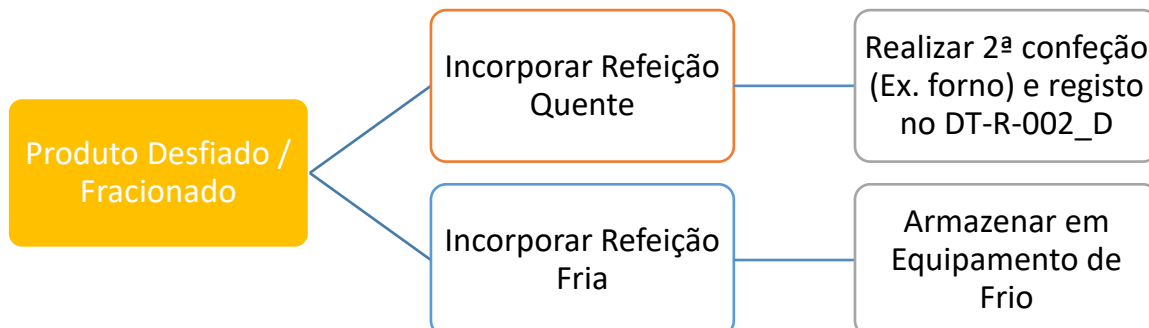 Produto Desfiado /
Fracionado
Incorporar Refeição
Quente
Realizar 2ª confeção
(Ex. forno) e registo
no DT-R-002_D
Incorporar Refeição
Fria
Armazenar em
Equipamento de
Frio